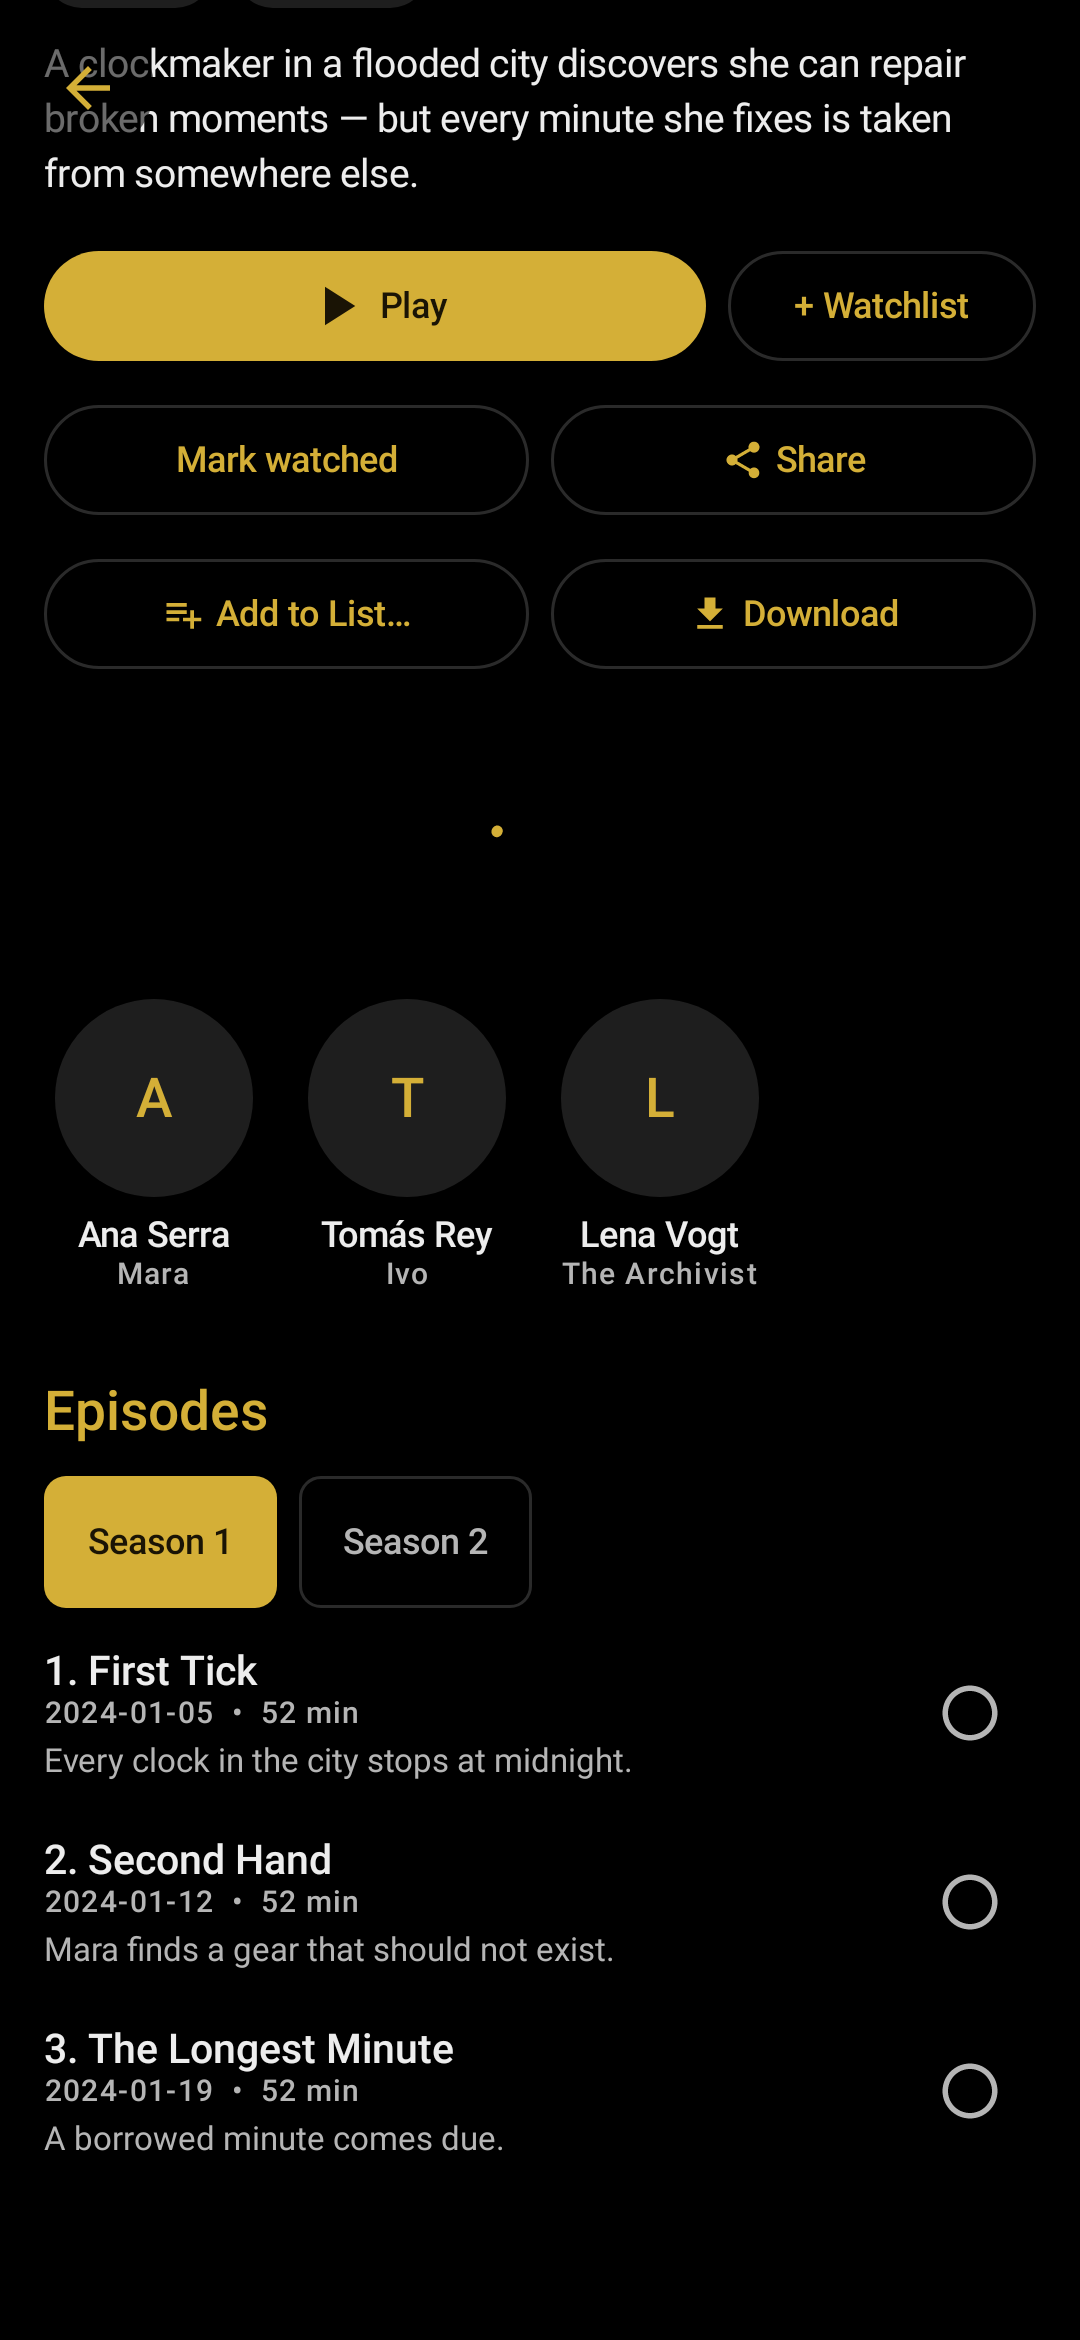 A clockmaker in a flooded city discovers she can repair
broken moments — but every minute she fixes is taken
from somewhere else.
Play
+ Watchlist
Mark watched
Share
Add to List...
Download
A
T
L
Ana Serra
Tomás Rey
Lena Vogt
Mara
Ivo
The Archivist
Episodes
Season 1
Season 2
1. First Tick
2024-01-05 • 52 min
Every clock in the city stops at midnight.
2. Second Hand
2024-01-12 • 52 min
Mara finds a gear that should not exist.
3. The Longest Minute
2024-01-19 • 52 min
A borrowed minute comes due.